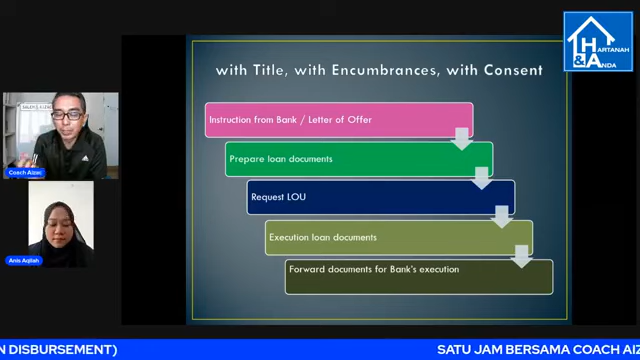 HARTANAH
& ANDA
with Title, with Encumbrances, with Consent
Instruction from Bank / Letter of Offer
Prepare loan documents
Request LOU
Execution loan documents
Forward documents for Bank's execution
Coach Aizac
Anis Aqilah
N DISBURSEMENT)
SATU JAM BERSAMA COACH AIZ